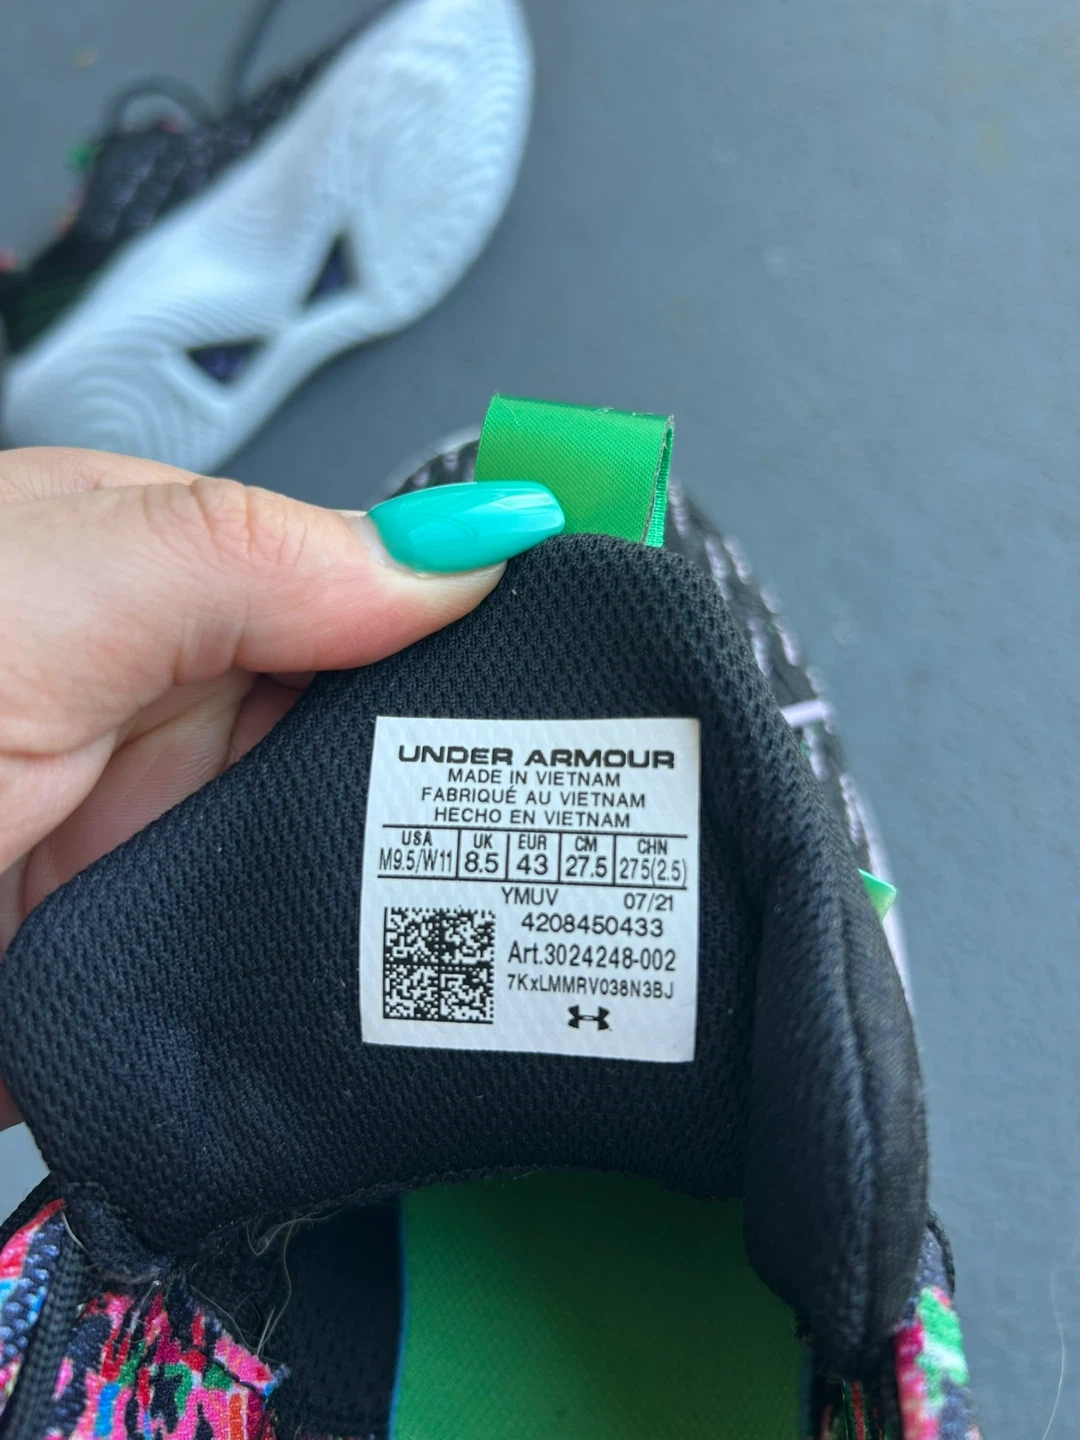 UNDER ARMOUR
MADE IN VIETNAM
FABRIQUÉ AU VIETNAM
HECHO EN VIETNAM
USA UK EUR CM CHN
M9.5/W11 8.5 43 27.5 275(2.5)
YMUV 07/21
4208450433
Art.3024248-002
7KxLMMRV038N3BJ